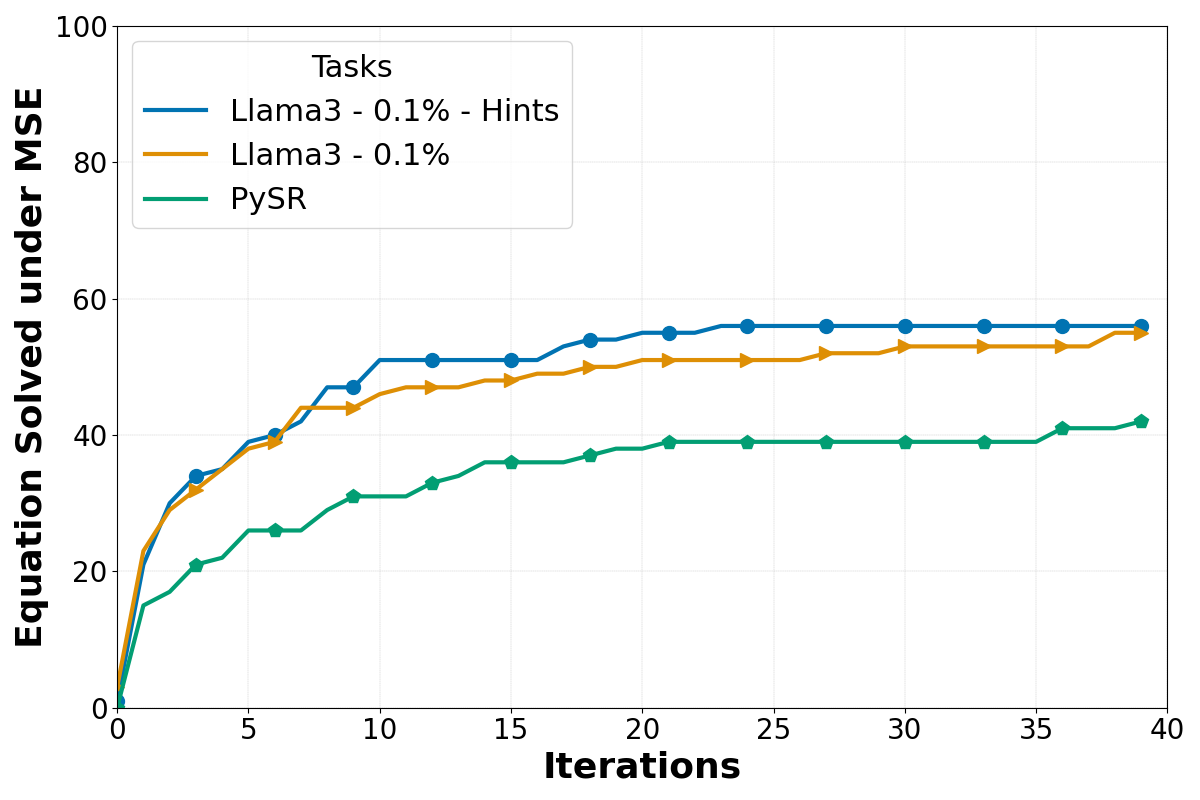 Equation Solved under MSE
100
80
60
40
20
0
Tasks
Llama3 - 0.1% - Hints
Llama3 - 0.1%
PySR
0 5 10 15 20 25 30 35 40
Iterations